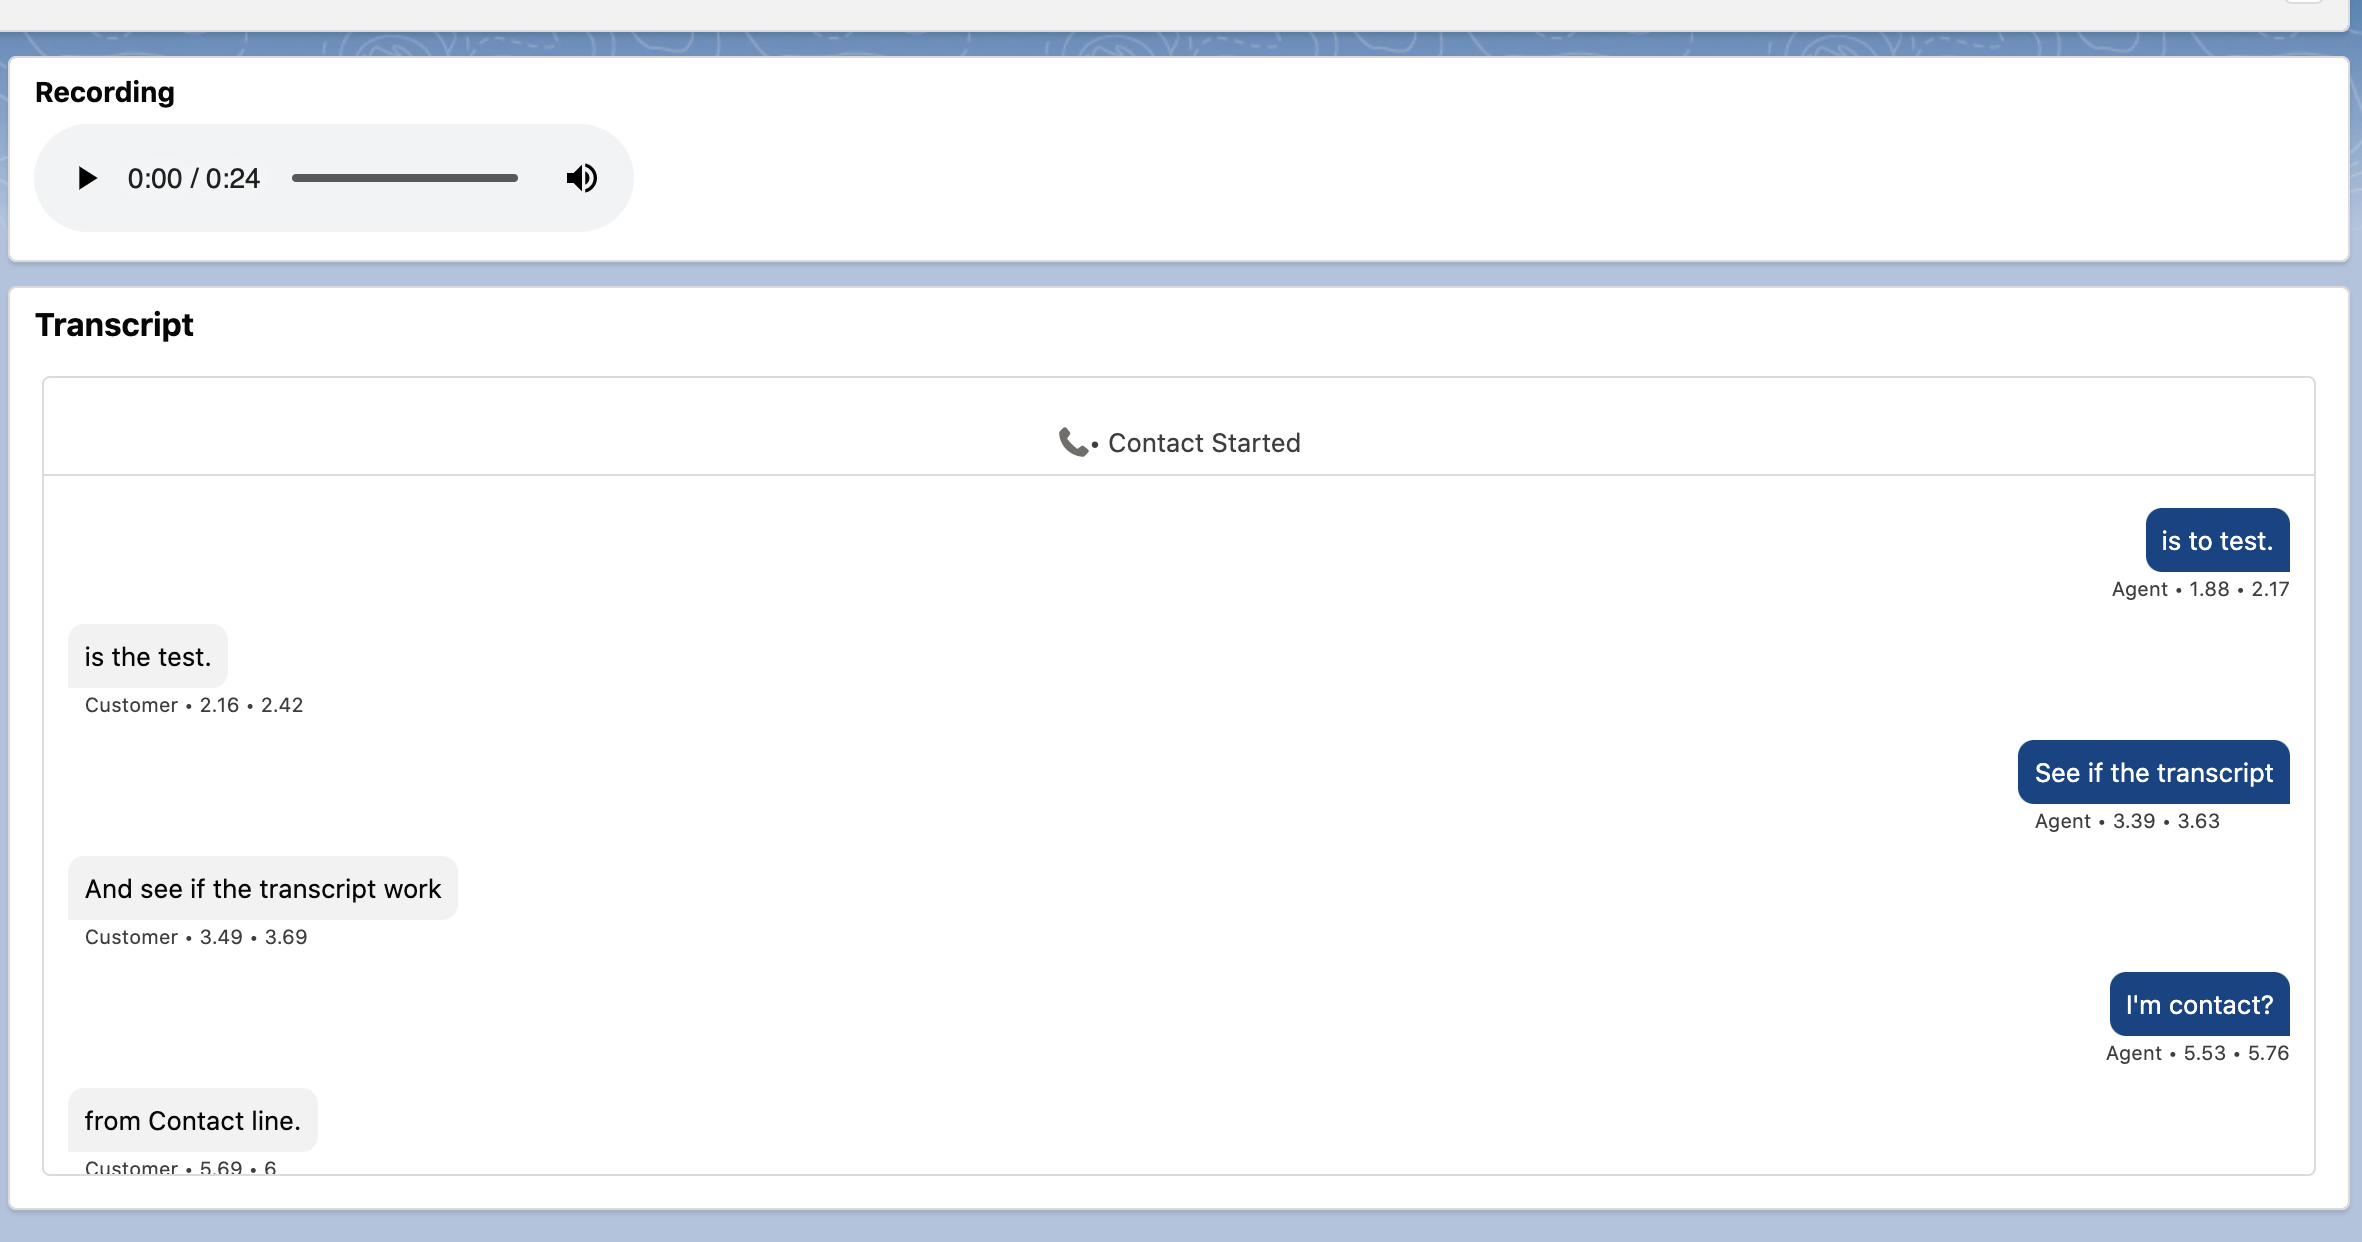 Recording
0:00 / 0:24
Transcript
• Contact Started
is to test.
Agent • 1.88 • 2.17
is the test.
Customer • 2.16 • 2.42
See if the transcript
Agent • 3.39 • 3.63
And see if the transcript work
Customer • 3.49 • 3.69
I'm contact?
Agent • 5.53 • 5.76
from Contact line.
Customer • 5.69 • 6